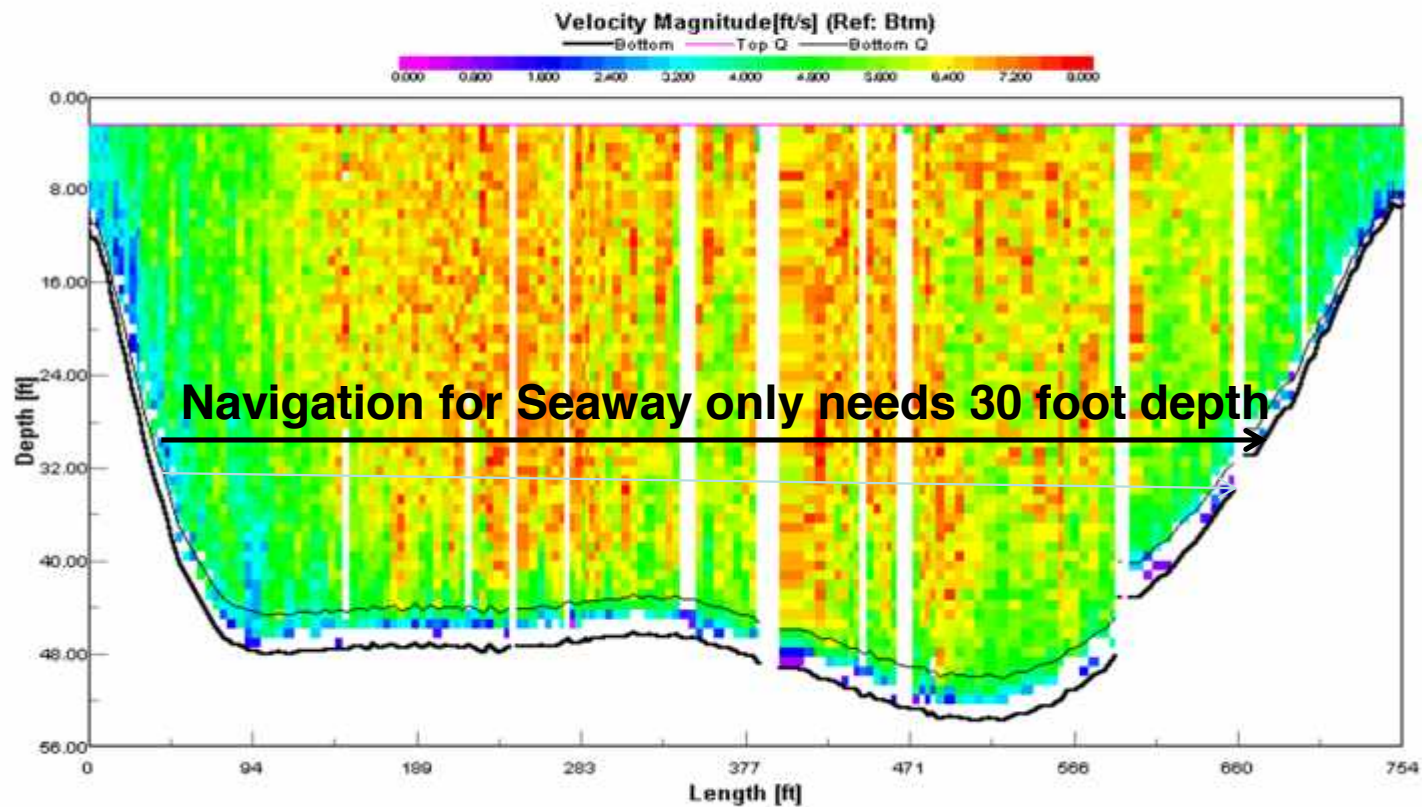 Velocity Magnitude[ft/s] (Ref: Btm)
Bottom Top Q Bottom Q
0.000 0.800 1.600 2.400 3.200 4.000 4.800 5.600 6.400 7.200 8.000
0.00
8.00
16.00
24.00
Navigation for Seaway only needs 30 foot depth
Depth [ft]
32.00
40.00
48.00
56.00
0 94 189 283 377 471 566 660 754
Length [ft]